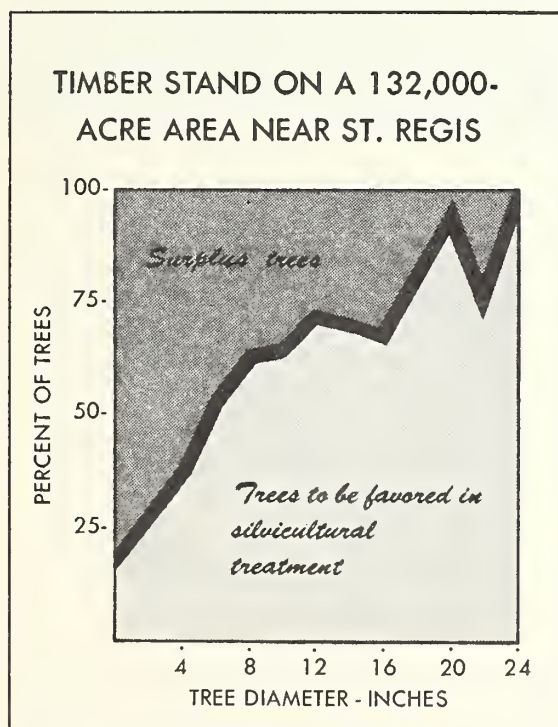 TIMBER STAND ON A 132,000-
ACRE AREA NEAR ST. REGIS
100-
Surplus trees
75-
PERCENT OF TREES
50-
Trees to be favored in
silvicultural
treatment
25-
4 8 12 16 20 24
TREE DIAMETER - INCHES